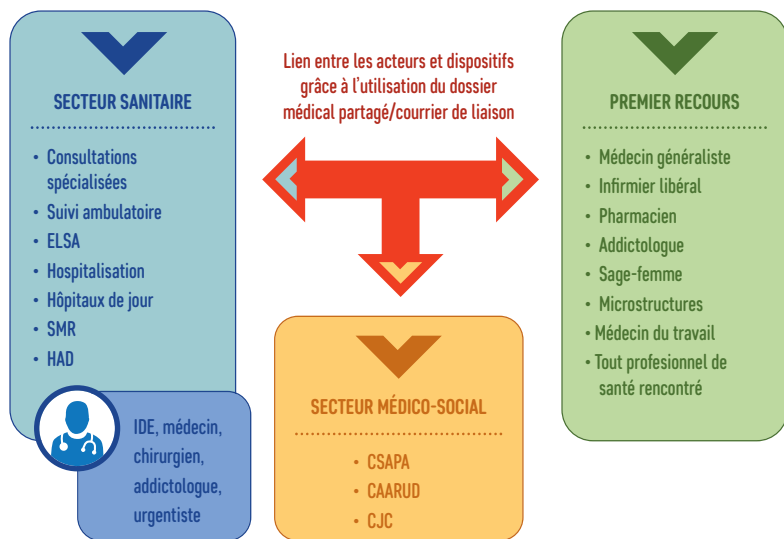 SECTEUR SANITAIRE
• Consultations
spécialisées
• Suivi ambulatoire
• ELSA
• Hospitalisation
• Hôpitaux de jour
• SMR
• HAD
IDE, médecin,
chirurgien,
addictologue,
urgentiste
Lien entre les acteurs et dispositifs
grâce à l'utilisation du dossier
médical partagé/courrier de liaison
SECTEUR MÉDICO-SOCIAL
• CSAPA
• CAARUD
• CJC
PREMIER RECOURS
• Médecin généraliste
• Infirmier libéral
• Pharmacien
• Addictologue
• Sage-femme
• Microstructures
• Médecin du travail
• Tout profesionnel de
santé rencontré